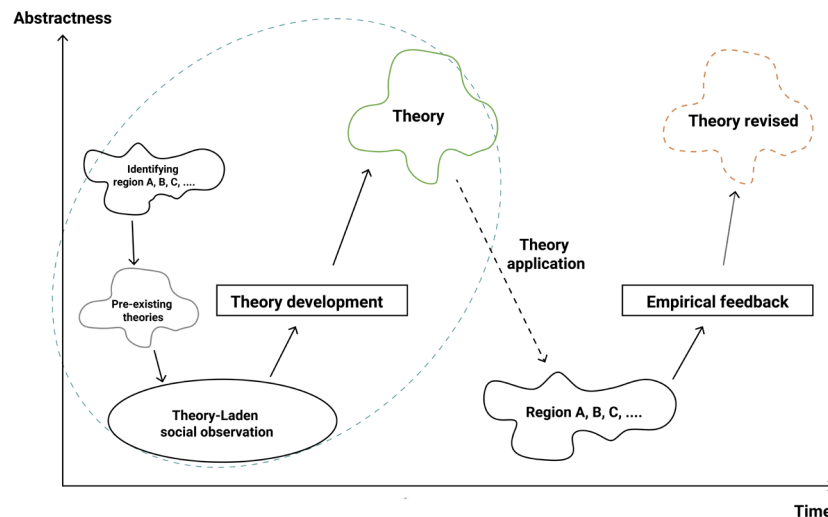 Abstractness
Identifying
region A, B, C, ....
Pre-existing
theories
Theory-Laden
social observation
Theory development
Theory
Theory
application
Region A, B, C, ....
Empirical feedback
Theory revised
Time